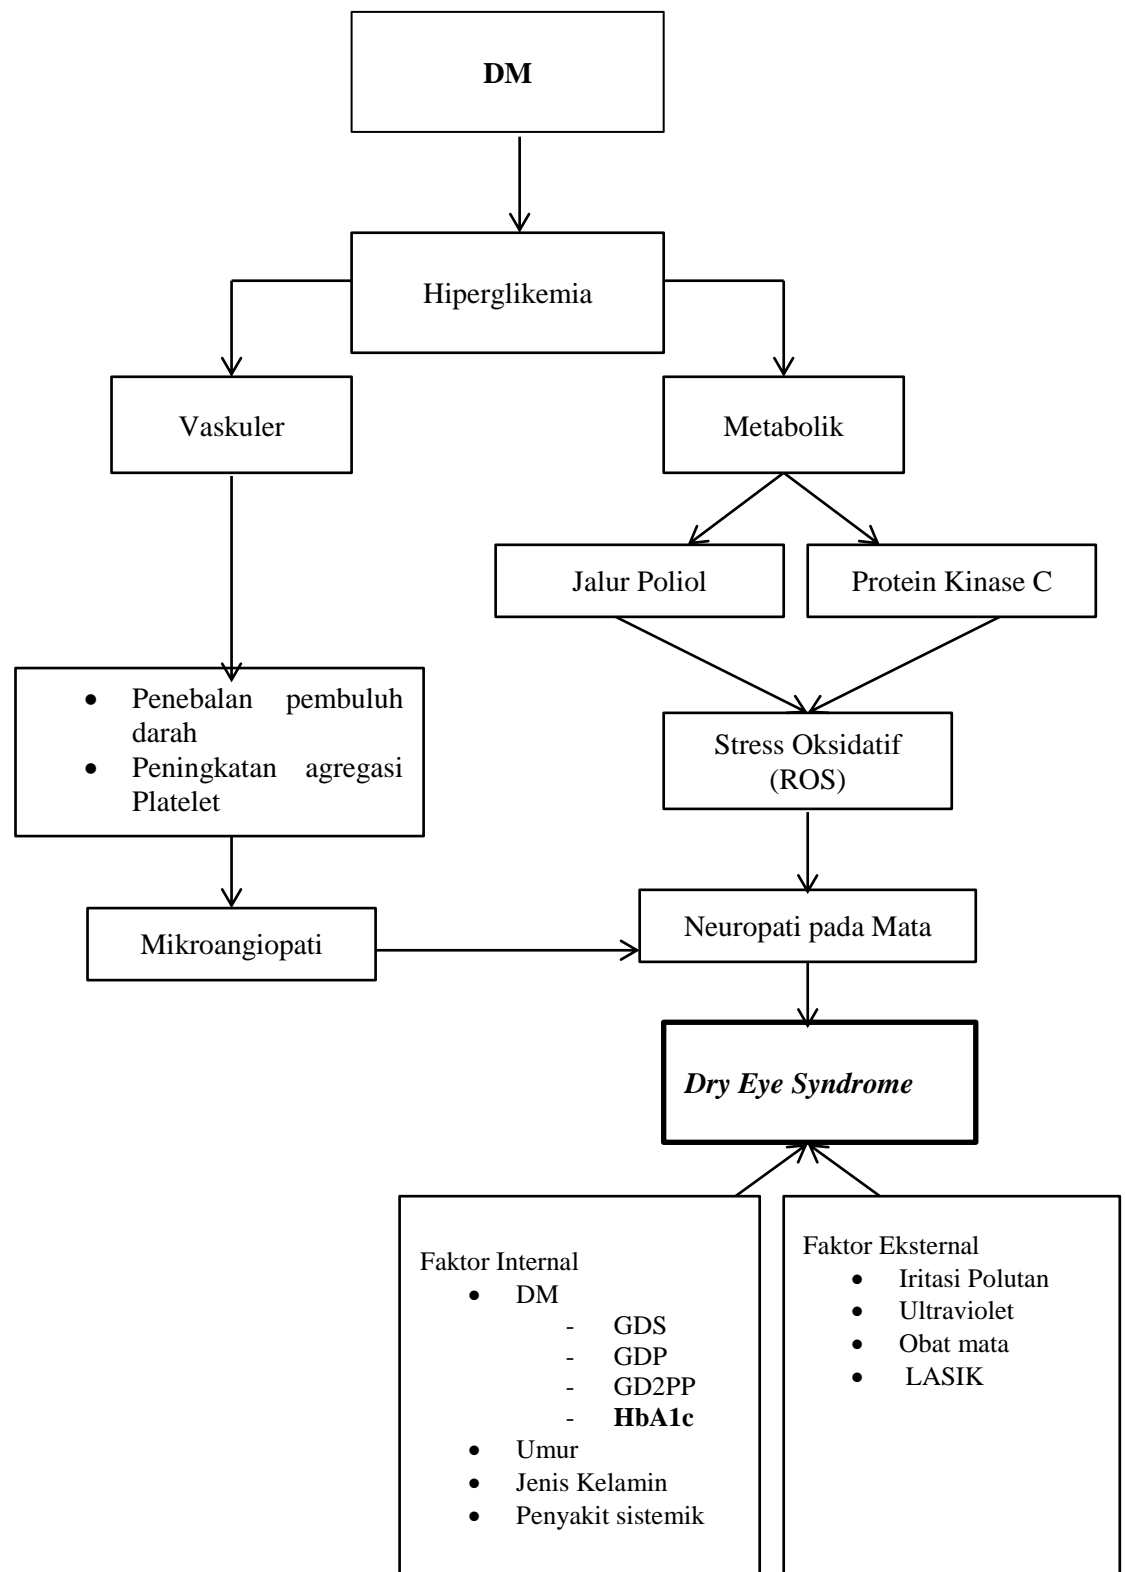 DM
Hiperglikemia
Vaskuler
Metabolik
Jalur Poliol
Protein Kinase C
• Penebalan pembuluh
darah
• Peningkatan agregasi
Platelet
Stress Oksidatif
(ROS)
Mikroangiopati
Neuropati pada Mata
Dry Eye Syndrome
Faktor Internal
• DM
- GDS
- GDP
- GD2PP
- HbA1c
• Umur
• Jenis Kelamin
• Penyakit sistemik
Faktor Eksternal
• Iritasi Polutan
• Ultraviolet
• Obat mata
• LASIK